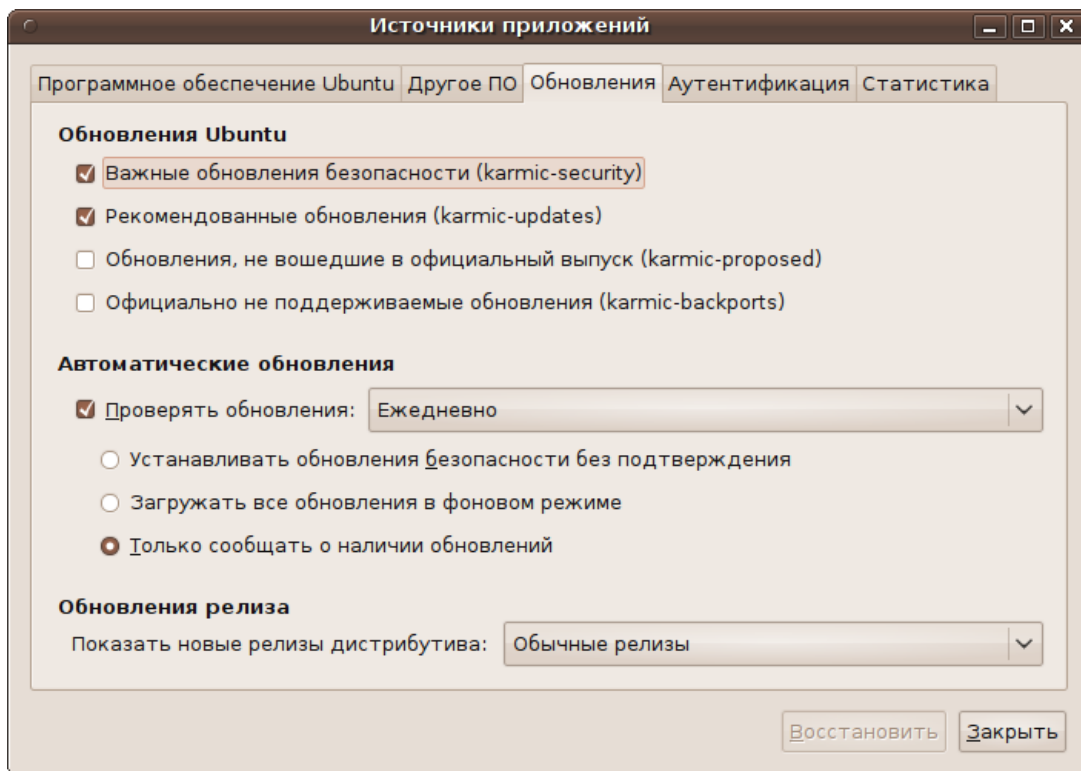 Источники приложений
Программное обеспечение Ubuntu Другое ПО Обновления Аутентификация Статистика
Обновления Ubuntu
Важные обновления безопасности (karmic-security)
Рекомендованные обновления (karmic-updates)
Обновления, не вошедшие в официальный выпуск (karmic-proposed)
Официально не поддерживаемые обновления (karmic-backports)
Автоматические обновления
Проверять обновления: Ежедневно
Устанавливать обновления безопасности без подтверждения
Загружать все обновления в фоновом режиме
Только сообщать о наличии обновлений
Обновления релиза
Показать новые релизы дистрибутива: Обычные релизы
Восстановить Закрыть